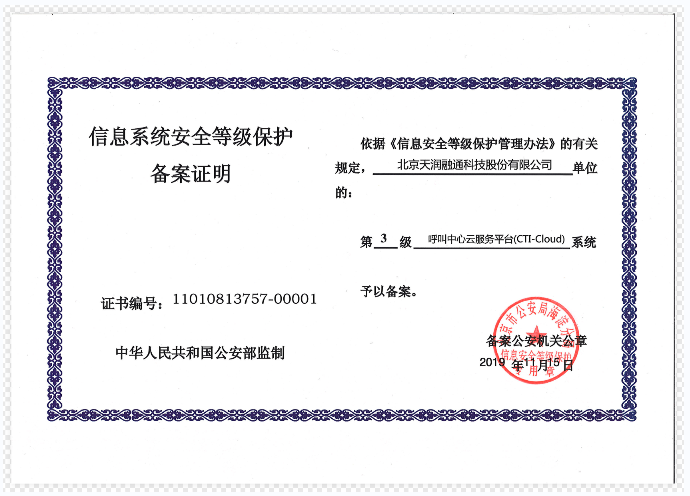 信息系统安全等级保护
备案证明
证书编号：11010813757-00001
中华人民共和国公安部监制
依据《信息安全等级保护管理办法》的有关
规定，北京天润融通科技股份有限公司单位
的：
第3级 呼叫中心云服务平台(CTI-Cloud)系统
予以备案。
备案公安机关公章
2019 年11月15日
北京市公安局海淀分局
信息安全等级保护
专用章